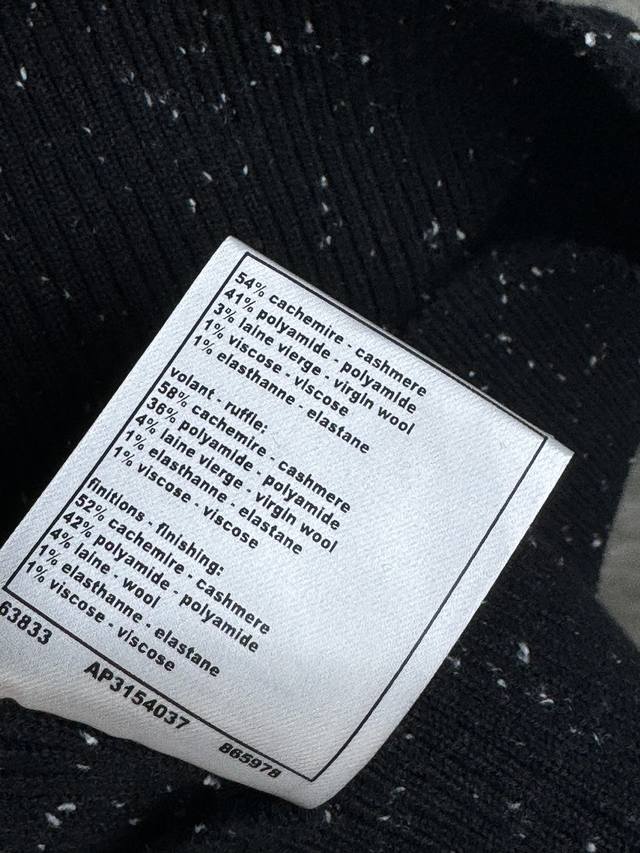 54% cachemire - cashmere
41% polyamide - polyamide
3% laine vierge - virgin wool
1% viscose - viscose
1% elasthanne - elastane
volant - ruffle:
58% cachemire - cashmere
36% polyamide - polyamide
4% laine vierge - virgin wool
1% elasthanne - elastane
1% viscose - viscose
finitions - finishing:
52% cachemire - cashmere
42% polyamide - polyamide
4% laine - wool
1% elasthanne - elastane
1% viscose - viscose
63833 AP3154037 865978